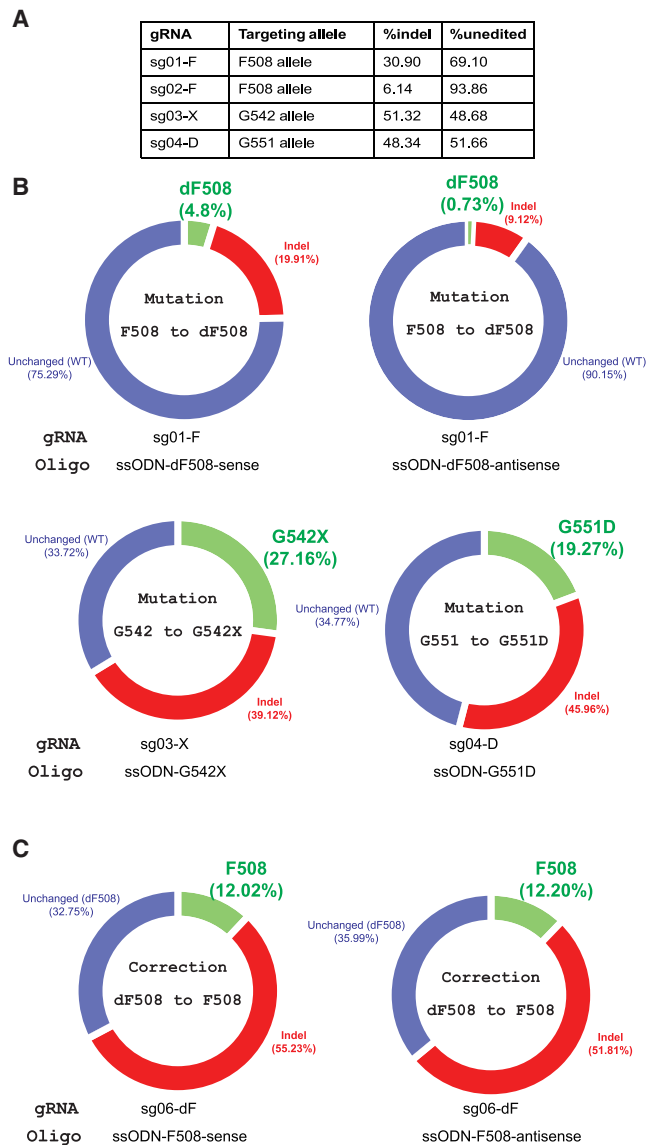 A
gRNA Targeting allele %indel %unedited
sg01-F F508 allele 30.90 69.10
sg02-F F508 allele 6.14 93.86
sg03-X G542 allele 51.32 48.68
sg04-D G551 allele 48.34 51.66
B
dF508
(4.8%)
Indel
(19.91%)
Mutation
F508 to dF508
Unchanged (WT)
(75.29%)
dF508
(0.73%)
Indel
(9.12%)
Mutation
F508 to dF508
Unchanged (WT)
(90.15%)
gRNA sg01-F sg01-F
Oligo ssODN-dF508-sense ssODN-dF508-antisense
Unchanged (WT)
(33.72%)
G542X
(27.16%)
Mutation
G542 to G542X
Indel
(39.12%)
G551D
(19.27%)
Unchanged (WT)
(34.77%)
Mutation
G551 to G551D
Indel
(45.96%)
gRNA sg03-X sg04-D
Oligo ssODN-G542X ssODN-G551D
C
F508
(12.02%)
Unchanged (dF508)
(32.75%)
Correction
dF508 to F508
Indel
(55.23%)
F508
(12.20%)
Unchanged (dF508)
(35.99%)
Correction
dF508 to F508
Indel
(51.81%)
gRNA sg06-dF sg06-dF
Oligo ssODN-F508-sense ssODN-F508-antisense